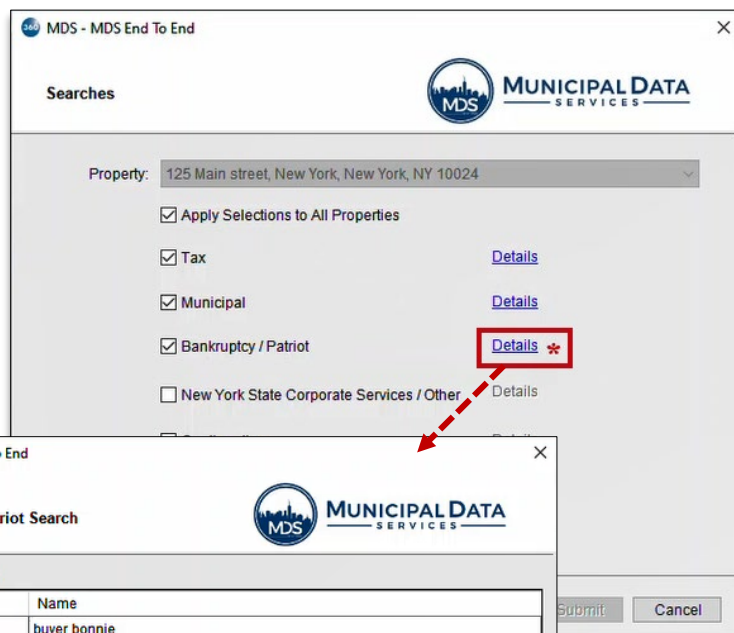 360 MDS - MDS End To End
Searches
MDS MUNICIPAL DATA
SERVICES
Property: 125 Main street, New York, New York, NY 10024
Apply Selections to All Properties
Tax Details
Municipal Details
Bankruptcy / Patriot Details *
New York State Corporate Services / Other Details
End
riot Search
MDS MUNICIPAL DATA
SERVICES
Name
buyer bonnie
Submit Cancel